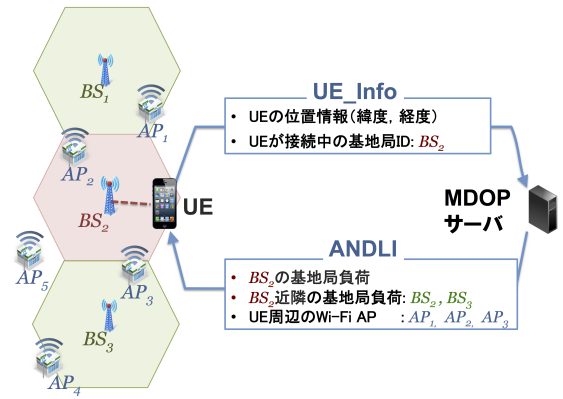 BS1
AP1
AP2
BS2
UE
AP5
AP3
BS3
AP4
UE_Info
• UEの位置情報(緯度, 経度)
• UEが接続中の基地局ID: BS2
MDOP
サーバ
ANDLI
• BS2の基地局負荷
• BS2近隣の基地局負荷: BS2 , BS3
• UE周辺のWi-Fi AP : AP1, AP2, AP3